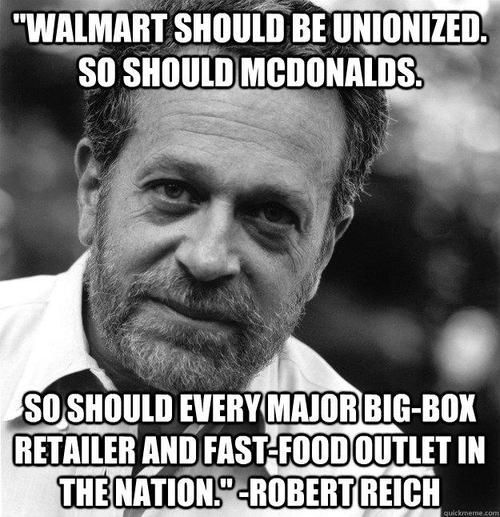 "WALMART SHOULD BE UNIONIZED.
SO SHOULD MCDONALDS.
SO SHOULD EVERY MAJOR BIG-BOX
RETAILER AND FAST-FOOD OUTLET IN
THE NATION." -ROBERT REICH
quickmeme.com